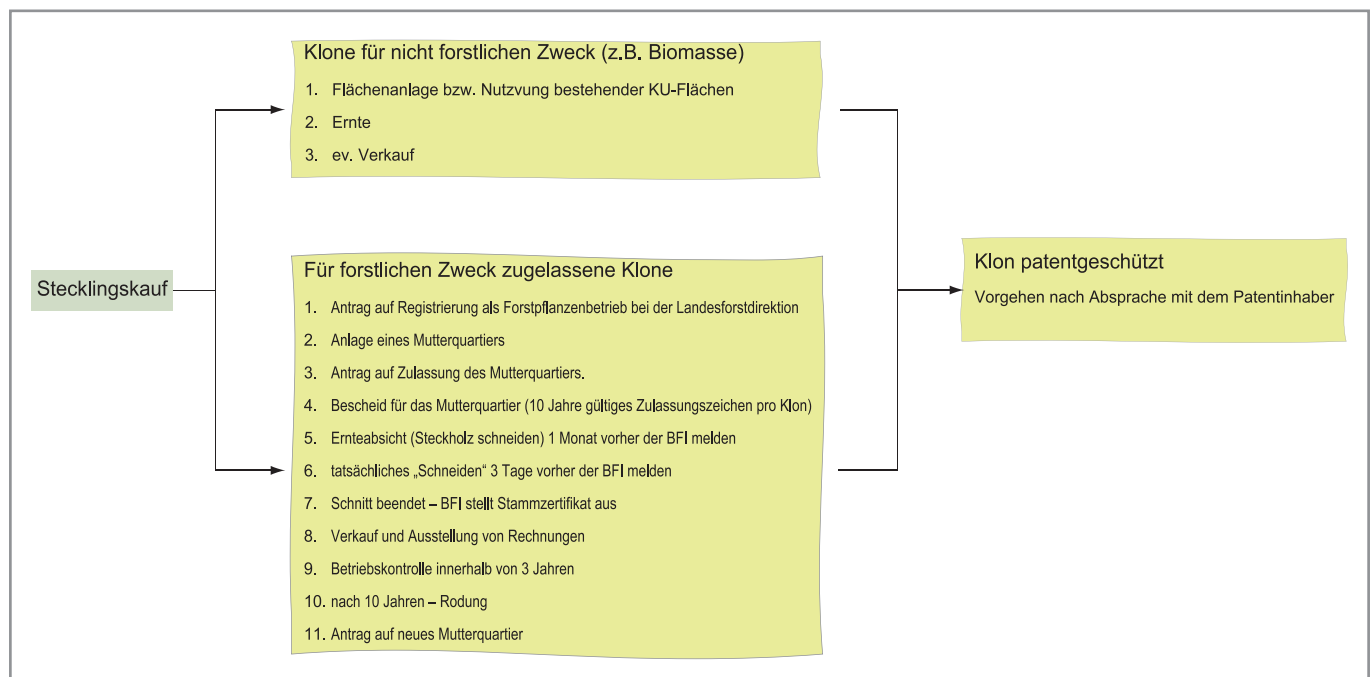 Stecklingskauf
Klone für nicht forstlichen Zweck (z.B. Biomasse)
1. Flächenanlage bzw. Nutzvung bestehender KU-Flächen
2. Ernte
3. ev. Verkauf
Für forstlichen Zweck zugelassene Klone
1. Antrag auf Registrierung als Forstpflanzenbetrieb bei der Landesforstdirektion
2. Anlage eines Mutterquartiers
3. Antrag auf Zulassung des Mutterquartiers.
4. Bescheid für das Mutterquartier (10 Jahre gültiges Zulassungszeichen pro Klon)
5. Ernteabsicht (Steckholz schneiden) 1 Monat vorher der BFI melden
6. tatsächliches „Schneiden“ 3 Tage vorher der BFI melden
7. Schnitt beendet – BFI stellt Stammzertifikat aus
8. Verkauf und Ausstellung von Rechnungen
9. Betriebskontrolle innerhalb von 3 Jahren
10. nach 10 Jahren – Rodung
11. Antrag auf neues Mutterquartier
Klon patentgeschützt
Vorgehen nach Absprache mit dem Patentinhaber